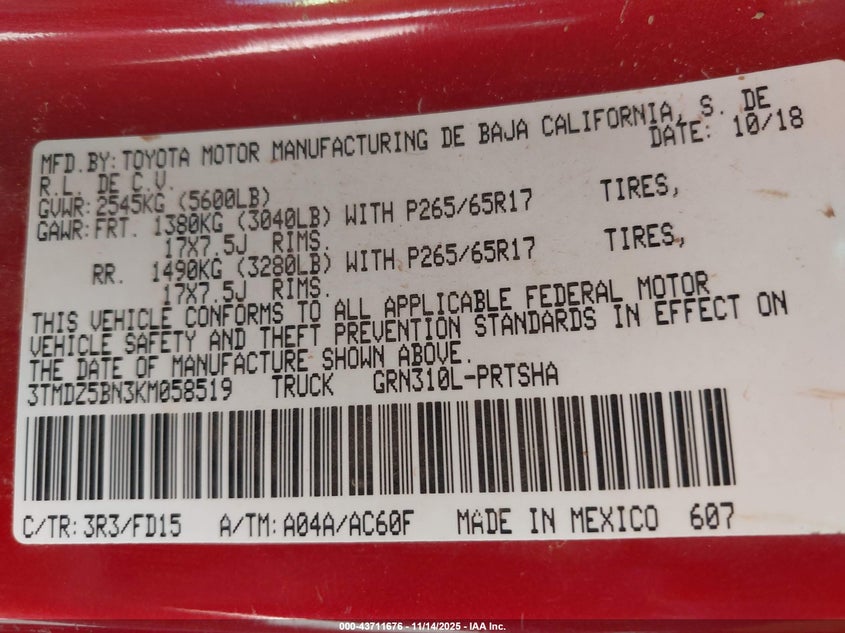 MFD.BY: TOYOTA MOTOR MANUFACTURING DE BAJA CALIFORNIA, S. DE
R.L. DE C.V. DATE: 10/18
GVWR: 2545KG (5600LB)
GAWR: FRT. 1380KG (3040LB) WITH P265/65R17 TIRES,
17X7.5J RIMS.
RR. 1490KG (3280LB) WITH P265/65R17 TIRES,
17X7.5J RIMS.
THIS VEHICLE CONFORMS TO ALL APPLICABLE FEDERAL MOTOR
VEHICLE SAFETY AND THEFT PREVENTION STANDARDS IN EFFECT ON
THE DATE OF MANUFACTURE SHOWN ABOVE.
3TMDZ5BN3KM058519 TRUCK GRN310L-PRTSHA
C/TR: 3R3/FD15 A/TM: A04A/AC60F MADE IN MEXICO 607
000-43711676 - 11/14/2025 - IAA Inc.